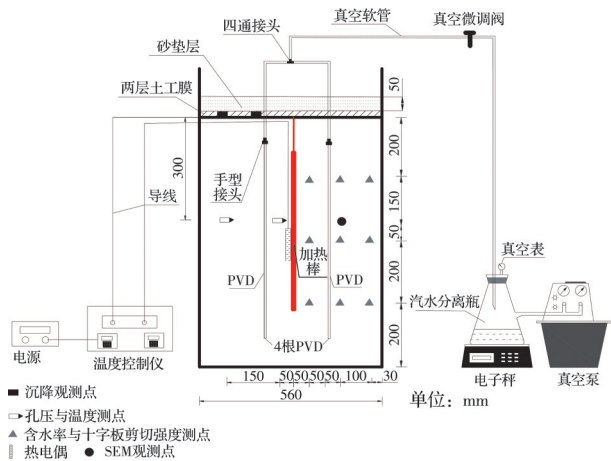 四通接头
真空软管
真空微调阀
砂垫层
两层土工膜
50
200
300
手型
接头
150
导线
50
加热
棒
真空表
PVD
PVD
200
汽水分离瓶
200
4根PVD
电源
温度控制仪
电子秤
真空泵
150
50
50
50
50
100
30
560
单位：mm
沉降观测点
孔压与温度测点
含水率与十字板剪切强度测点
热电偶
SEM观测点